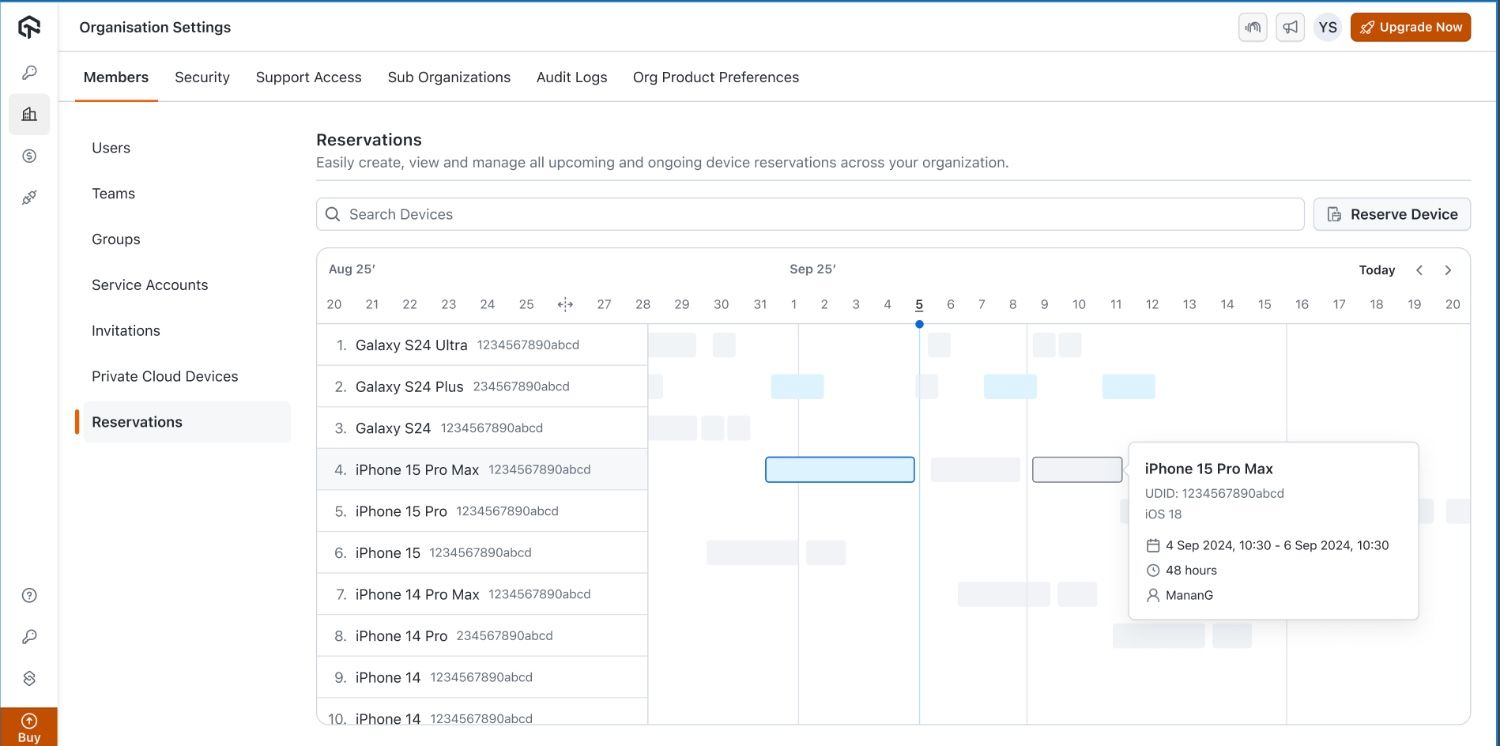 Organisation Settings
YS
Upgrade Now
Members Security Support Access Sub Organizations Audit Logs Org Product Preferences
Users
Teams
Groups
Service Accounts
Invitations
Private Cloud Devices
Reservations
Buy
Reservations
Easily create, view and manage all upcoming and ongoing device reservations across your organization.
Search Devices
Reserve Device
Aug 25′ Sep 25′ Today
20 21 22 23 24 25 27 28 29 30 31 1 2 3 4 5 6 7 8 9 10 11 12 13 14 15 16 17 18 19 20
1. Galaxy S24 Ultra 1234567890abcd
2. Galaxy S24 Plus 234567890abcd
3. Galaxy S24 1234567890abcd
4. iPhone 15 Pro Max 1234567890abcd
5. iPhone 15 Pro 1234567890abcd
6. iPhone 15 1234567890abcd
7. iPhone 14 Pro Max 1234567890abcd
8. iPhone 14 Pro 234567890abcd
9. iPhone 14 1234567890abcd
10. iPhone 14 1234567890abcd
iPhone 15 Pro Max
UDID: 1234567890abcd
iOS 18
4 Sep 2024, 10:30 - 6 Sep 2024, 10:30
48 hours
MananG